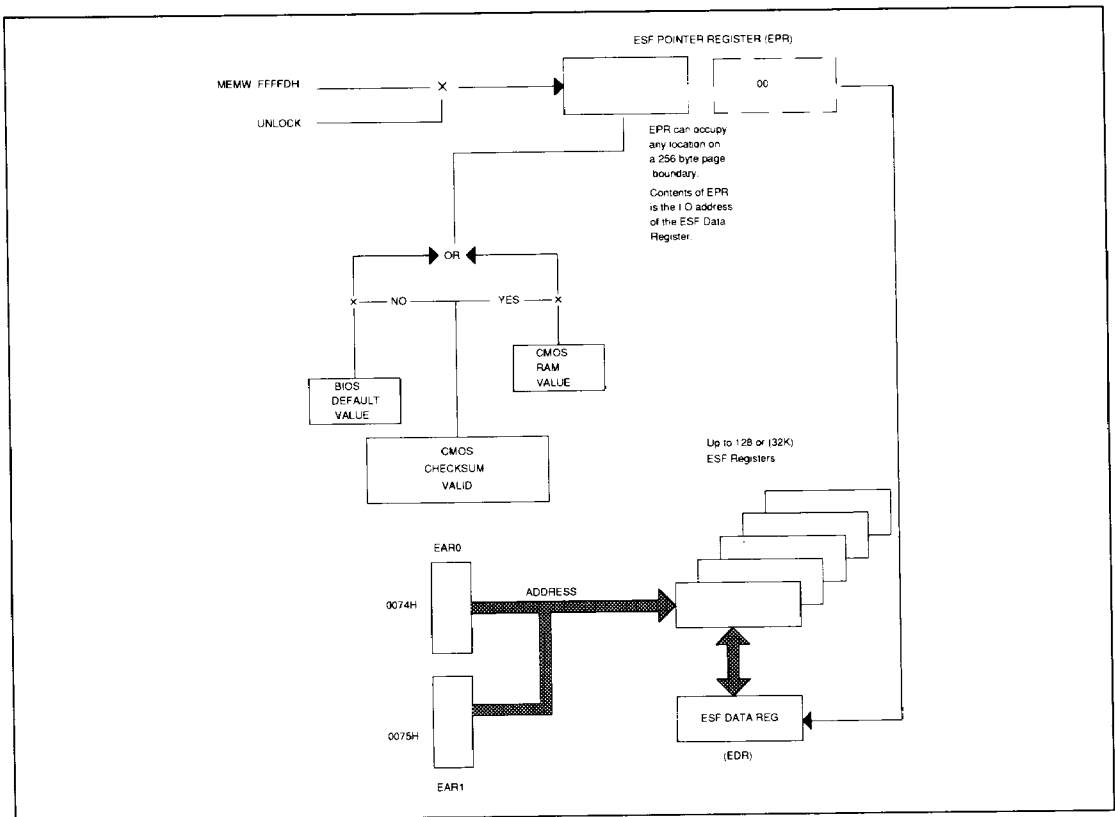 ESF POINTER REGISTER (EPR)
MEMW FFFFDH
X
00
UNLOCK
EPR can occupy
any location on
a 256 byte page
boundary.
Contents of EPR
is the I O address
of the ESF Data
Register.
OR
X NO YES X
CMOS
RAM
VALUE
BIOS
DEFAULT
VALUE
CMOS
CHECKSUM
VALID
Up to 128 or (32K)
ESF Registers
EAR0
0074H
ADDRESS
0075H
EAR1
ESF DATA REG
(EDR)